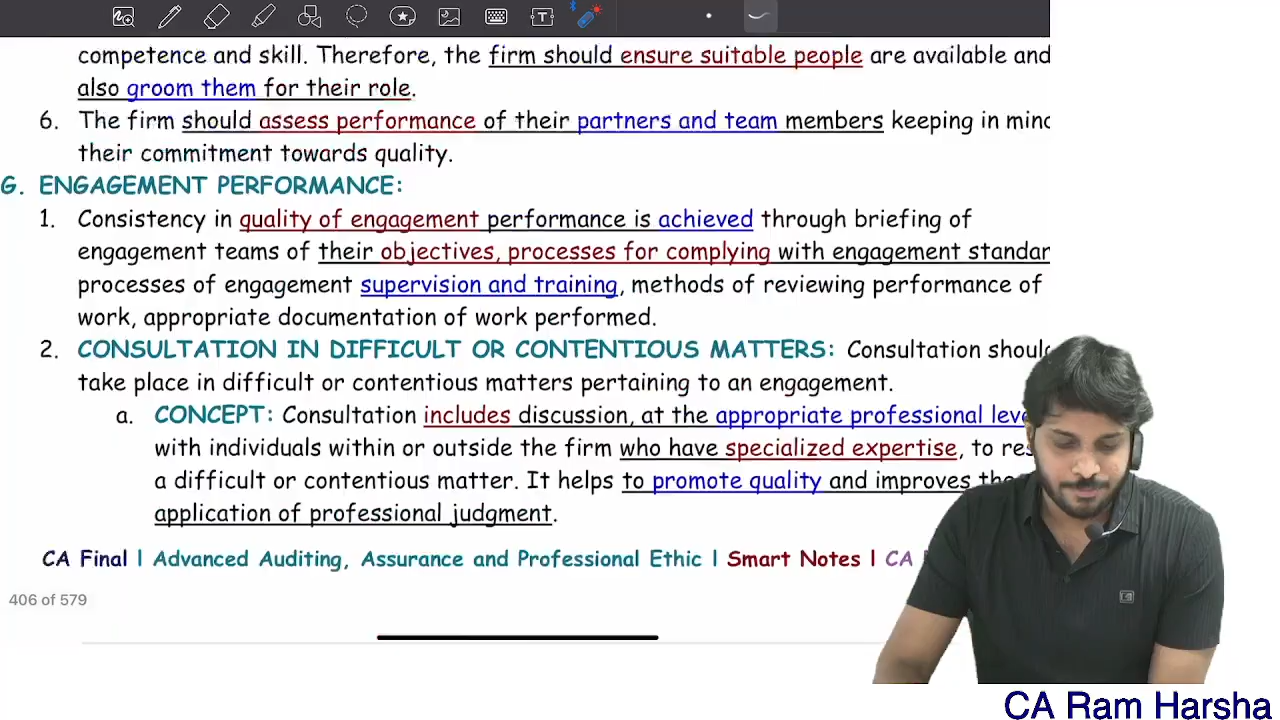 competence and skill. Therefore, the firm should ensure suitable people are available and
also groom them for their role.
6. The firm should assess performance of their partners and team members keeping in
their commitment towards quality.
G. ENGAGEMENT PERFORMANCE:
1. Consistency in quality of engagement performance is achieved through briefing of
engagement teams of their objectives, processes for complying with engagement
processes of engagement supervision and training, methods of reviewing performance of
work, appropriate documentation of work performed.
2. CONSULTATION IN DIFFICULT OR CONTENTIOUS MATTERS: Consultation
take place in difficult or contentious matters pertaining to an engagement.
a. CONCEPT: Consultation includes discussion, at the appropriate professional
with individuals within or outside the firm who have specialized expertise, to
a difficult or contentious matter. It helps to promote quality and improves
application of professional judgment.
CA Final | Advanced Auditing, Assurance and Professional Ethic | Smart Notes | CA
406 of 579
CA Ram Harsha